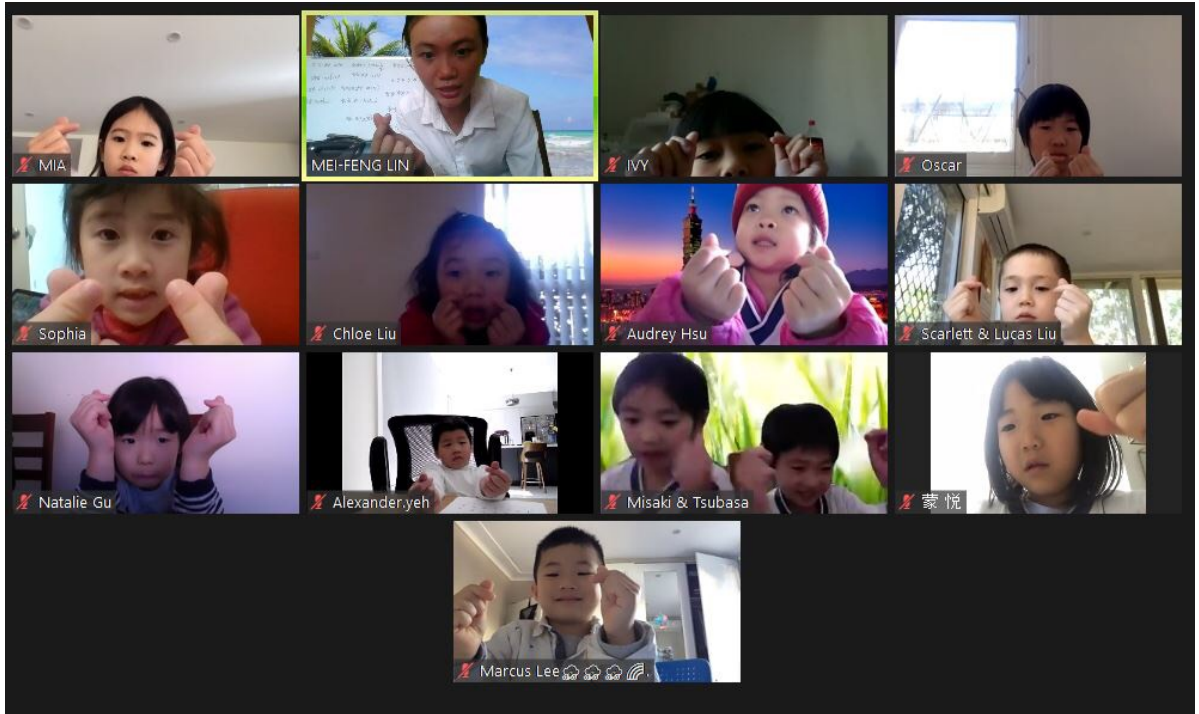 MIA
MEI-FENG LIN
IVY
Oscar
Sophia
Chloe Liu
Audrey Hsu
Scarlett & Lucas Liu
Natalie Gu
Alexander.yeh
Misaki & Tsubasa
蒙 悦
Marcus Lee🌧🌧🌧🌈.